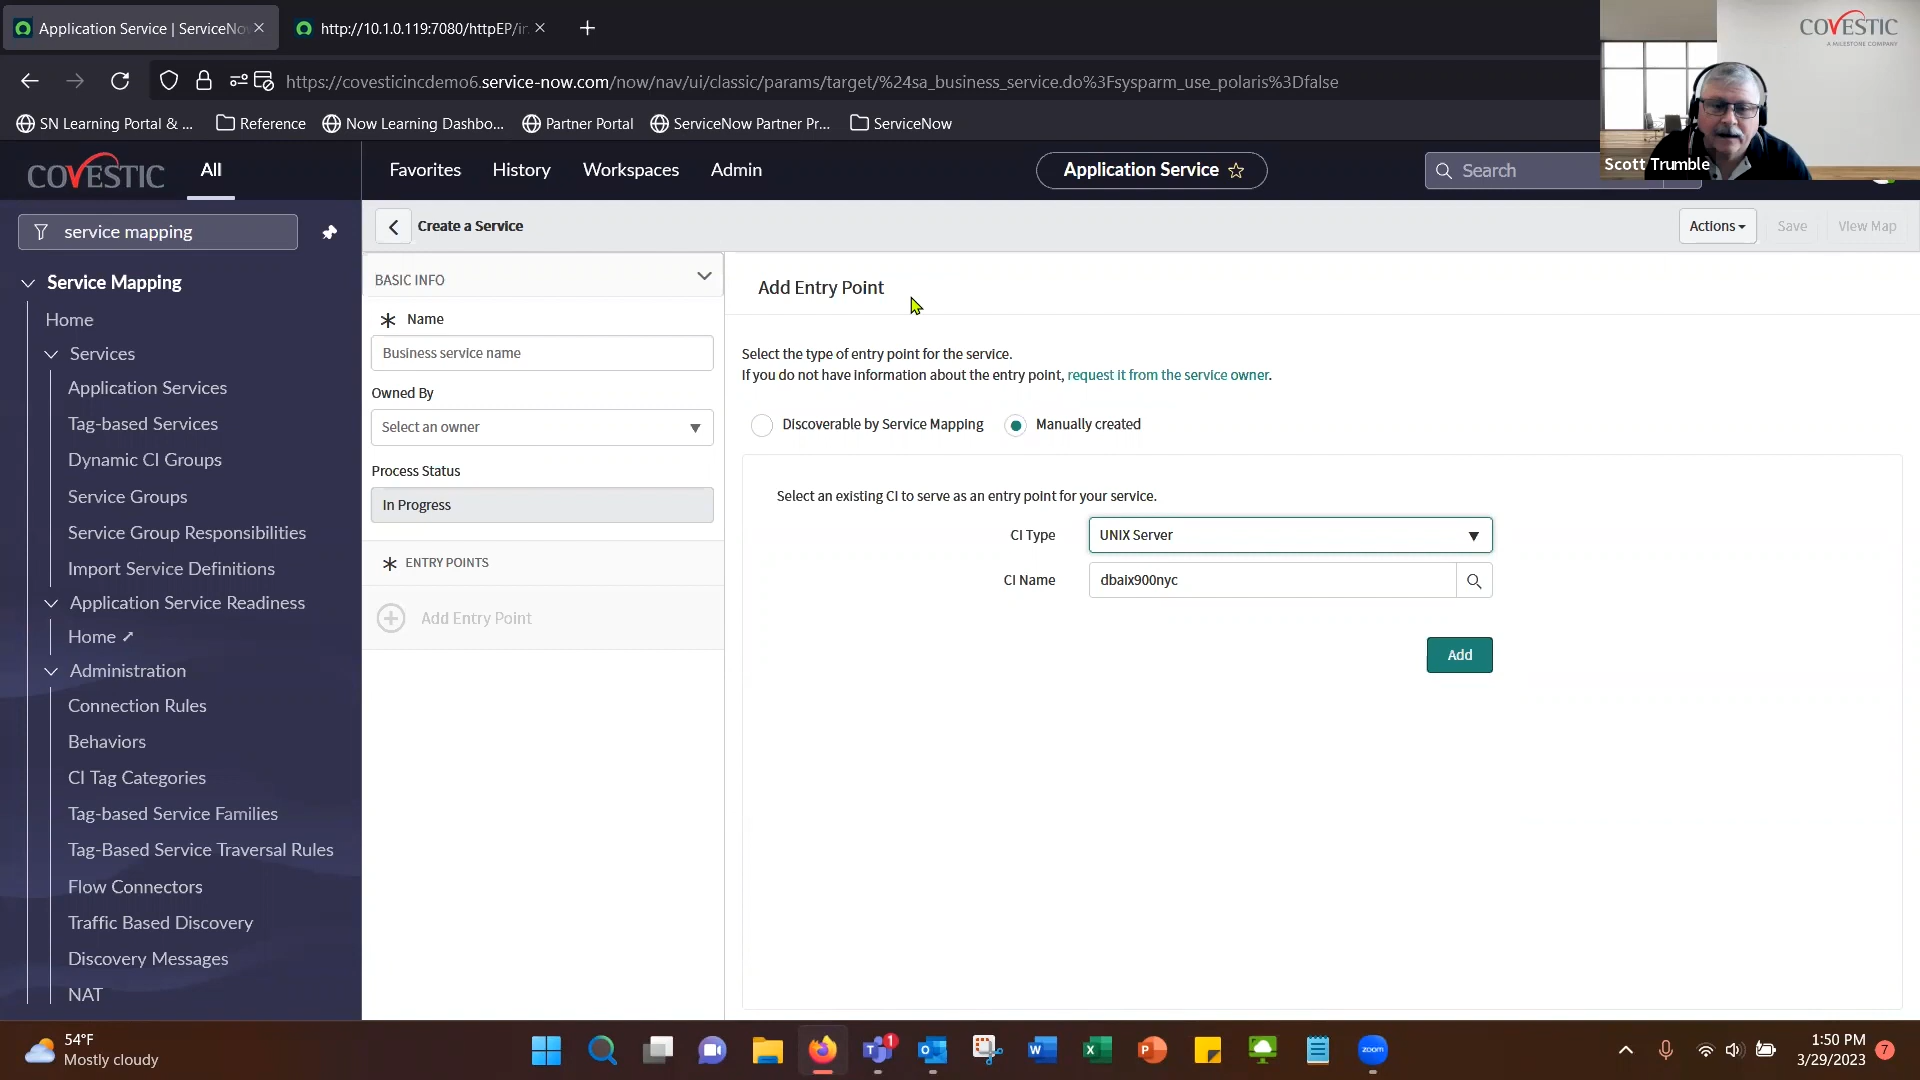 Application Service | ServiceNo
http://10.1.0.119:7080/httpEP/ir
https://covesticincdemo6.service-now.com/now/nav/ui/classic/params/target/%24sa_business_service.do%3Fsysparm_use_polaris%3Dfalse
SN Learning Portal & ...
Reference
Now Learning Dashbo...
Partner Portal
ServiceNow Partner Pr...
ServiceNow
COVESTIC
A MILESTONE COMPANY
Scott Trumble
COVESTIC
All
Favorites
History
Workspaces
Admin
Application Service
Search
service mapping
Service Mapping
Home
Services
Application Services
Tag-based Services
Dynamic CI Groups
Service Groups
Service Group Responsibilities
Import Service Definitions
Application Service Readiness
Home
Administration
Connection Rules
Behaviors
CI Tag Categories
Tag-based Service Families
Tag-Based Service Traversal Rules
Flow Connectors
Traffic Based Discovery
Discovery Messages
NAT
Create a Service
Actions
Save
View Map
BASIC INFO
Name
Business service name
Owned By
Select an owner
Process Status
In Progress
ENTRY POINTS
Add Entry Point
Add Entry Point
Select the type of entry point for the service.
If you do not have information about the entry point, request it from the service owner.
Discoverable by Service Mapping
Manually created
Select an existing CI to serve as an entry point for your service.
CI Type
UNIX Server
CI Name
dbaix900nyc
Add
54°F
Mostly cloudy
1
zoom
1:50 PM
3/29/2023
7